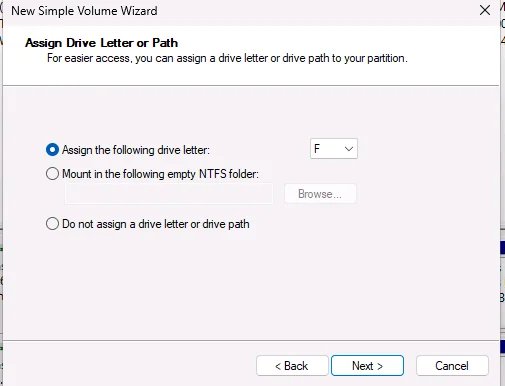 New Simple Volume Wizard
Assign Drive Letter or Path
For easier access, you can assign a drive letter or drive path to your partition.
Assign the following drive letter: F
Mount in the following empty NTFS folder:
Browse...
Do not assign a drive letter or drive path
< Back Next > Cancel